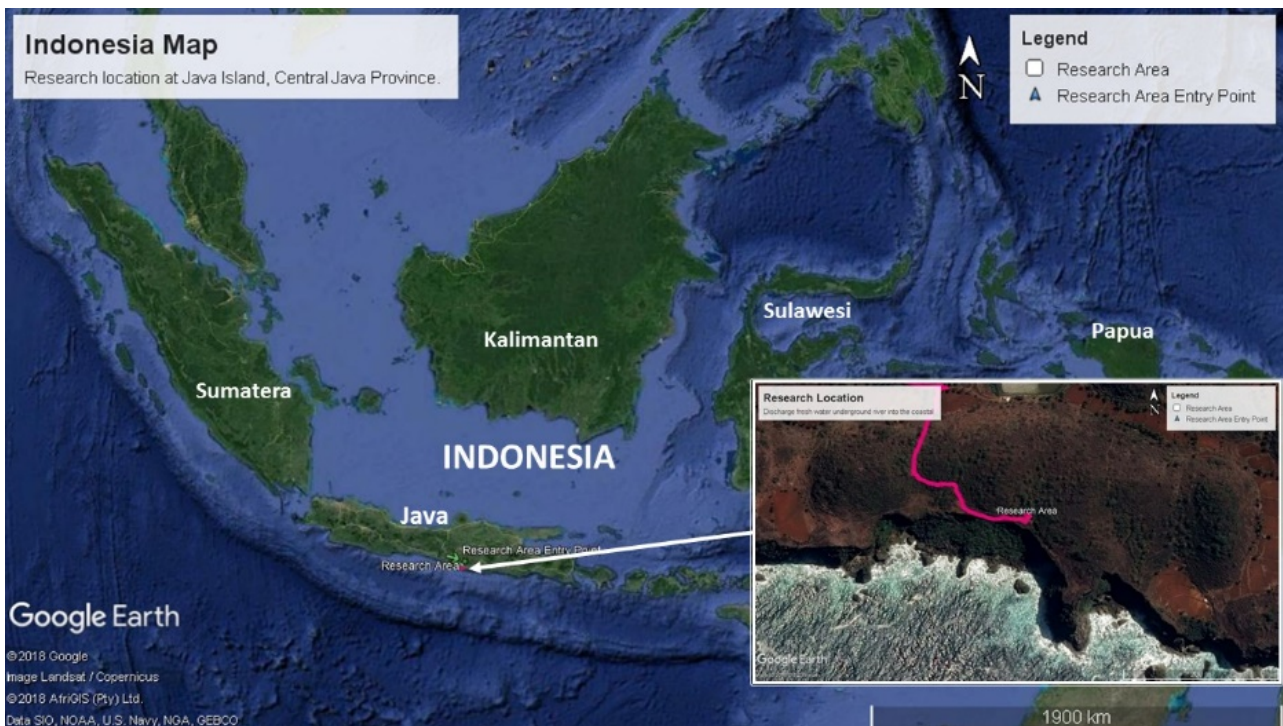 Indonesia Map
Research location at Java Island, Central Java Province.
N
Legend
Research Area
Research Area Entry Point
Sumatera
Kalimantan
Sulawesi
Papua
INDONESIA
Java
Research Area Entry Point
Research Area
Research Location
Discharge fresh water underground river into the coastal
N
Legend
Research Area
Research Area Entry Point
Research Area
Google Earth
Google Earth
©2018 Google
Image Landsat / Copernicus
©2018 AfriGIS (Pty) Ltd.
Data SIO, NOAA, U.S. Navy, NGA, GEBCO
1900 km